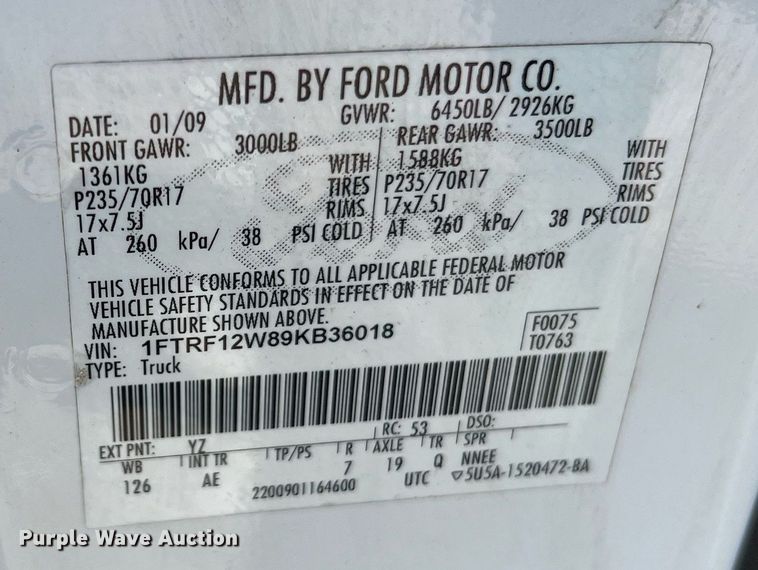 MFD. BY FORD MOTOR CO.
DATE: 01/09 GVWR: 6450LB/ 2926KG
FRONT GAWR: 3000LB REAR GAWR: 3500LB
1361KG WITH 1588KG WITH
P235/70R17 TIRES P235/70R17 TIRES
17x7.5J RIMS 17x7.5J RIMS
AT 260 kPa/ 38 PSI COLD AT 260 kPa/ 38 PSI COLD
THIS VEHICLE CONFORMS TO ALL APPLICABLE FEDERAL MOTOR
VEHICLE SAFETY STANDARDS IN EFFECT ON THE DATE OF
MANUFACTURE SHOWN ABOVE.
VIN: 1FTRF12W89KB36018 F0075
TYPE: Truck T0763
EXT PNT: YZ RC: 53 DSO:
WB INT TR TP/PS R AXLE TR SPR
126 AE 7 19 Q NNEE
2200901164600 UTC ▽5U5A-1520472-BA
Purple Wave Auction